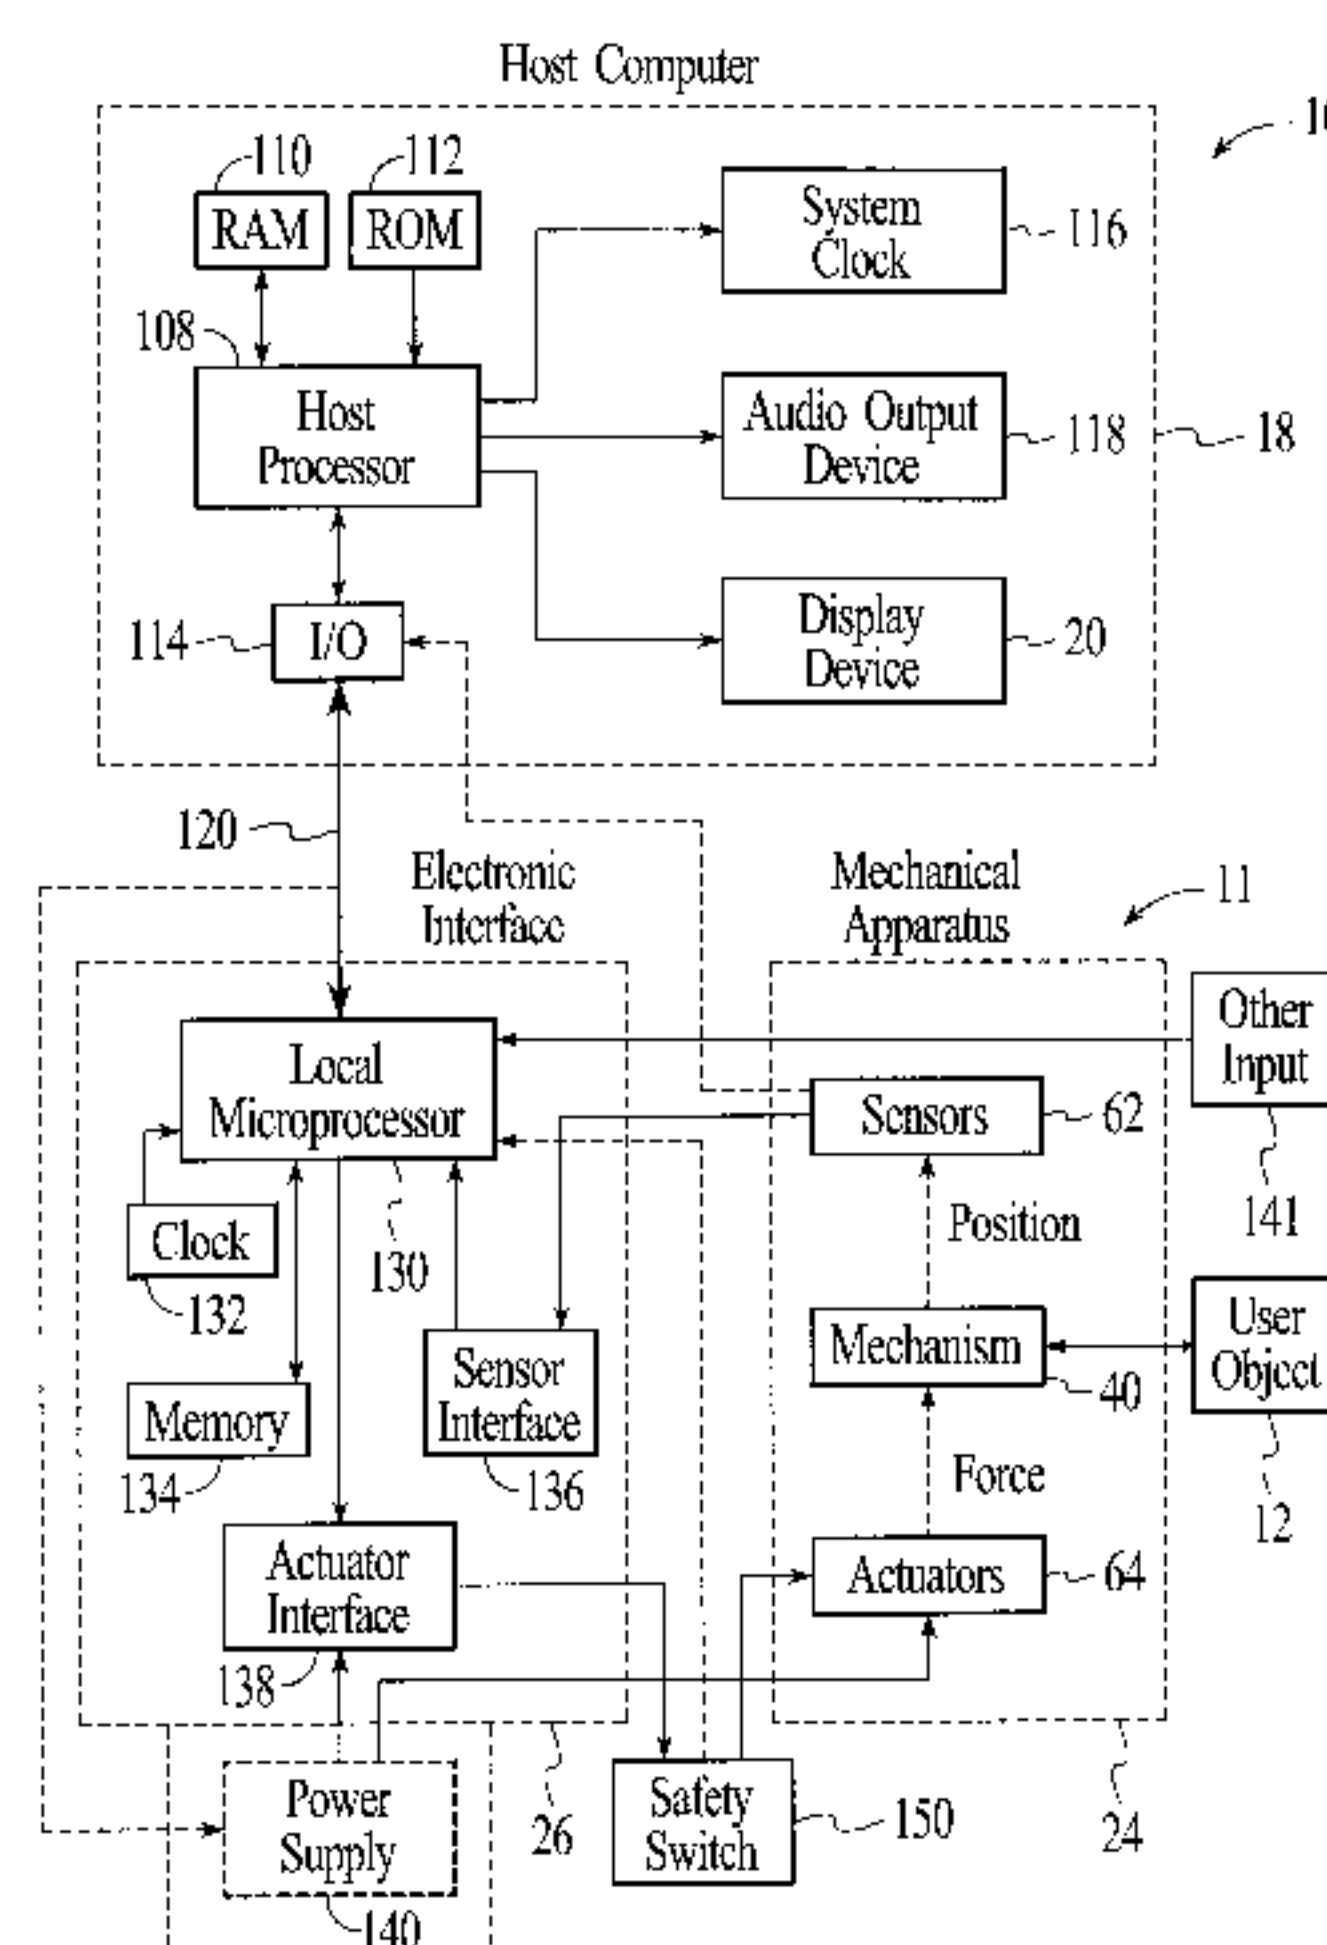 Host Computer
110
112
RAM
ROM
System
Clock
116
108
Host
Processor
Audio Output
Device
118
18
114
I/O
Display
Device
20
120
Electronic
Interface
Mechanical
Apparatus
11
Local
Microprocessor
Other
Input
Sensors
62
141
Clock
132
130
Position
Sensor
Interface
136
Mechanism
40
User
Object
12
Memory
134
Force
Actuator
Interface
138
Actuators
64
Power
Supply
140
26
Safety
Switch
150
24